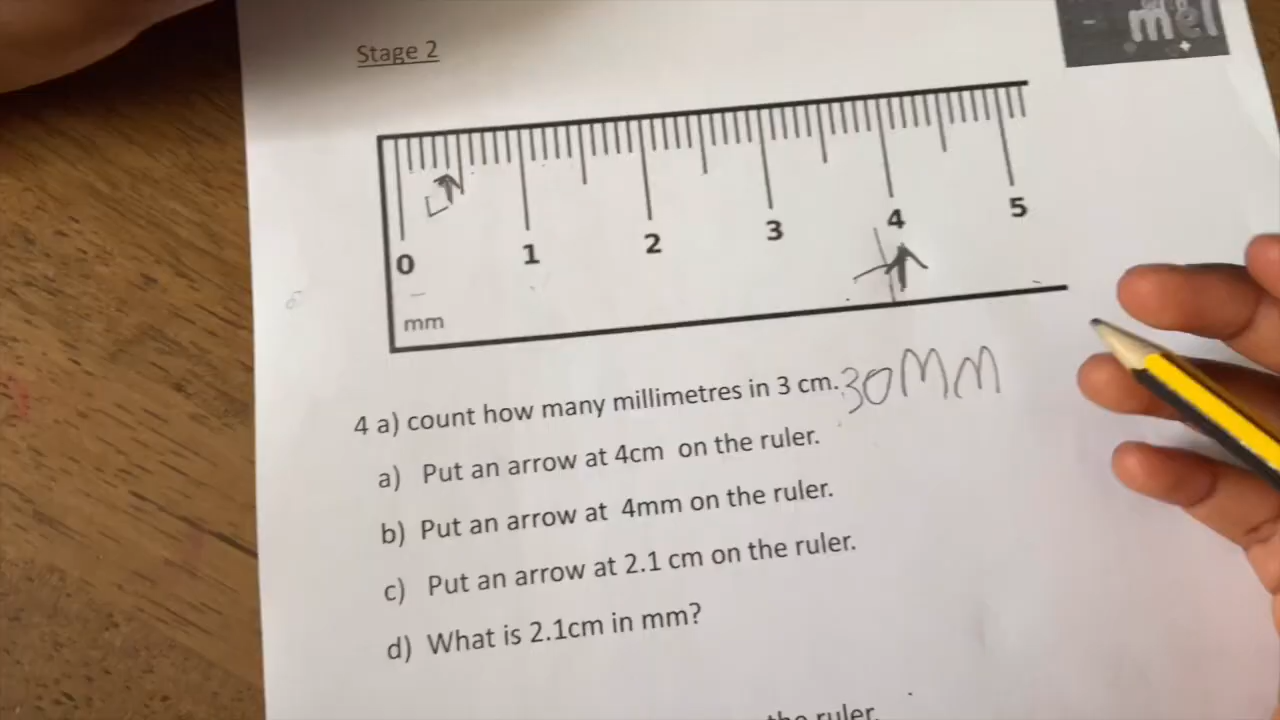 Stage 2
0 1 2 3 4 5
mm
4 a) count how many millimetres in 3 cm. 30MM
a) Put an arrow at 4cm on the ruler.
b) Put an arrow at 4mm on the ruler.
c) Put an arrow at 2.1 cm on the ruler.
d) What is 2.1cm in mm?
the ruler.